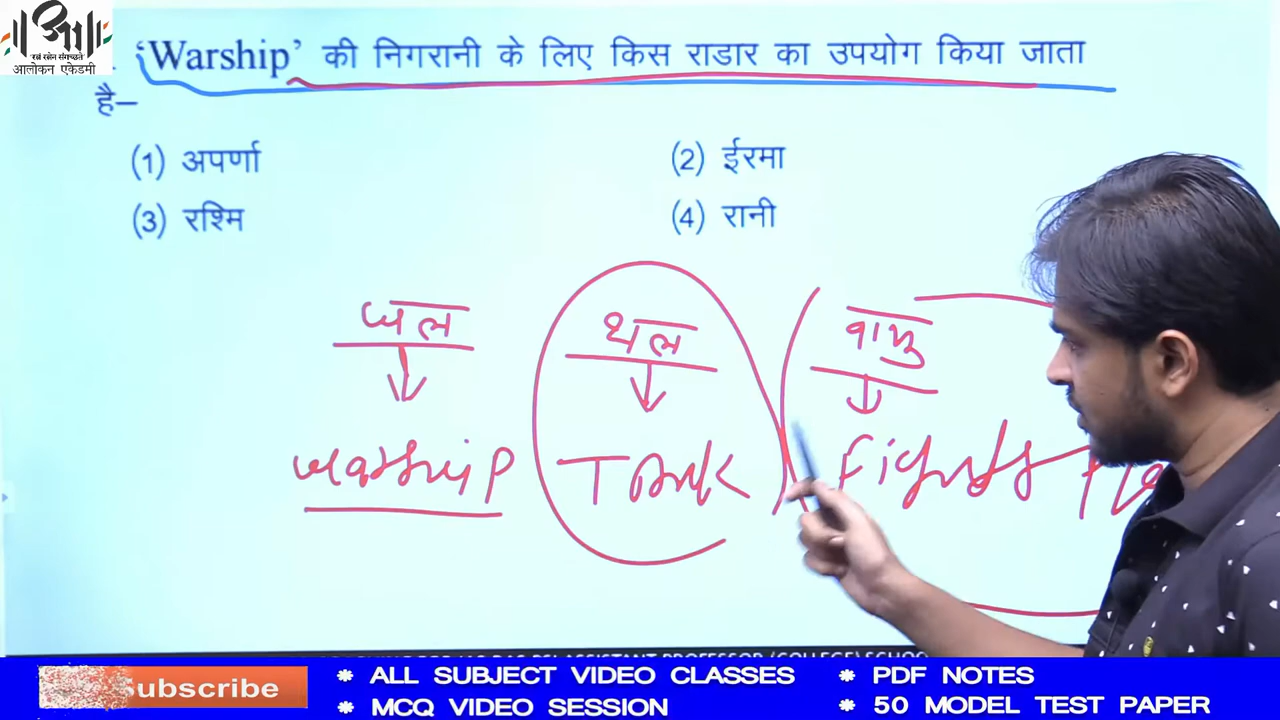 आलोकन एकेडमी
'Warship' की निगरानी के लिए किस राडार का उपयोग किया जाता
है–
(1) अपर्णा
(2) ईरमा
(3) रश्मि
(4) रानी
जल थल वायु
warship Tank Fighter
Subscribe
* ALL SUBJECT VIDEO CLASSES
* PDF NOTES
* MCQ VIDEO SESSION
* 50 MODEL TEST PAPER